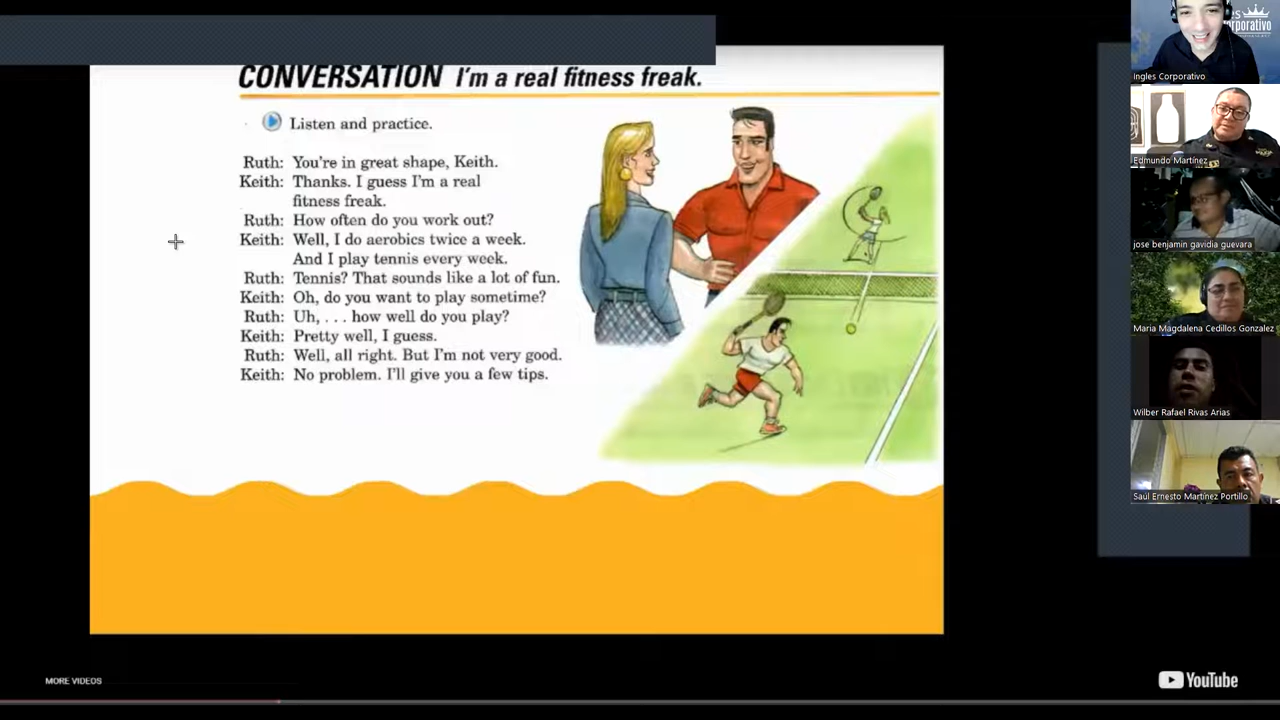 CONVERSATION I'm a real fitness freak.
Listen and practice.
Ruth: You're in great shape, Keith.
Keith: Thanks. I guess I'm a real
fitness freak.
Ruth: How often do you work out?
Keith: Well, I do aerobics twice a week.
And I play tennis every week.
Ruth: Tennis? That sounds like a lot of fun.
Keith: Oh, do you want to play sometime?
Ruth: Uh, . . . how well do you play?
Keith: Pretty well, I guess.
Ruth: Well, all right. But I'm not very good.
Keith: No problem. I'll give you a few tips.
MORE VIDEOS
YouTube
Ingles Corporativo
Edmundo Martínez
jose benjamin gavidia guevara
Maria Magdalena Cedillos Gonzalez
Wilber Rafael Rivas Arias
Saúl Ernesto Martínez Portillo